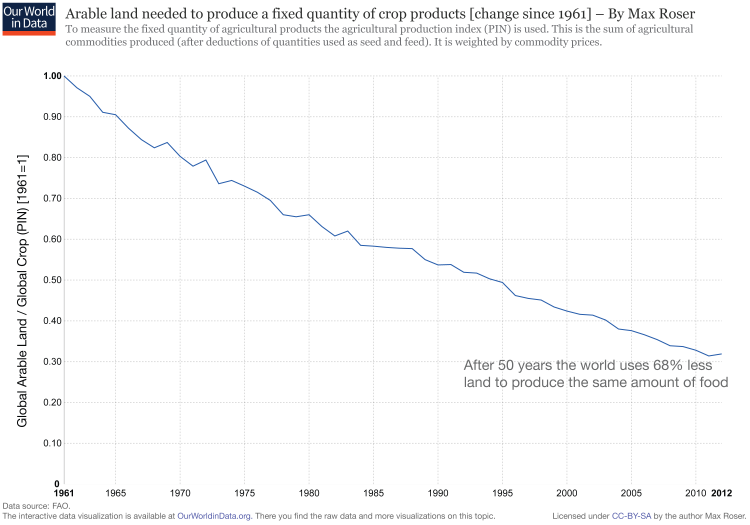 Our World
in Data
Arable land needed to produce a fixed quantity of crop products [change since 1961] – By Max Roser
To measure the fixed quantity of agricultural products the agricultural production index (PIN) is used. This is the sum of agricultural
commodities produced (after deductions of quantities used as seed and feed). It is weighted by commodity prices.
Global Arable Land / Global Crop (PIN) [1961=1]
1.00
0.90
0.80
0.70
0.60
0.50
0.40
0.30
0.20
0.10
0
After 50 years the world uses 68% less
land to produce the same amount of food
1961 1965 1970 1975 1980 1985 1990 1995 2000 2005 2010 2012
Data source: FAO.
The interactive data visualization is available at OurWorldinData.org. There you find the raw data and more visualizations on this topic. Licensed under CC-BY-SA by the author Max Roser.